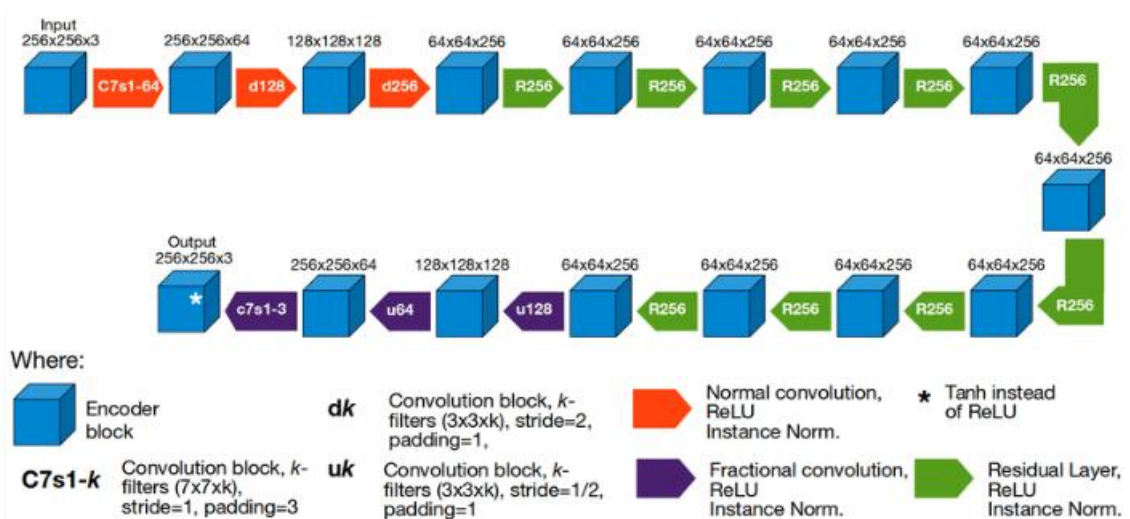 Input
256x256x3
256x256x64
128x128x128
64x64x256
64x64x256
64x64x256
64x64x256
64x64x256
C7s1-64
d128
d256
R256
R256
R256
R256
R256
64x64x256
Output
256x256x3
256x256x64
128x128x128
64x64x256
64x64x256
64x64x256
64x64x256
*
c7s1-3
u64
u128
R256
R256
R256
R256
Where:
Encoder
block
dk
Convolution block, k-
filters (3x3xk), stride=2,
padding=1,
Normal convolution,
ReLU
Instance Norm.
* Tanh instead
of ReLU
C7s1-k
Convolution block, k-
filters (7x7xk),
stride=1, padding=3
uk
Convolution block, k-
filters (3x3xk), stride=1/2,
padding=1
Fractional convolution,
ReLU
Instance Norm.
Residual Layer,
ReLU
Instance Norm.